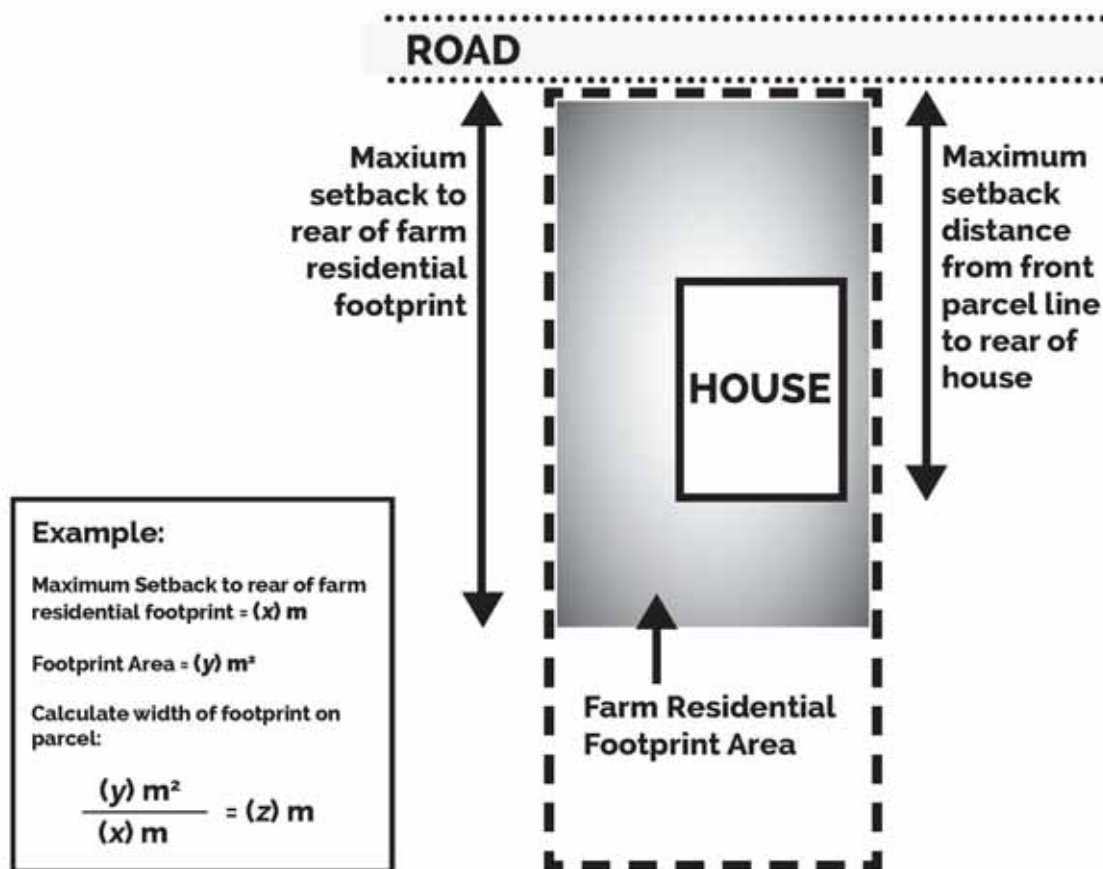 ROAD
Maxium
setback to
rear of farm
residential
footprint
Maximum
setback
distance
from front
parcel line
to rear of
house
HOUSE
Farm Residential
Footprint Area
Example:
Maximum Setback to rear of farm
residential footprint = (x) m
Footprint Area = (y) m²
Calculate width of footprint on
parcel:
(y) m²
(x) m
= (z) m